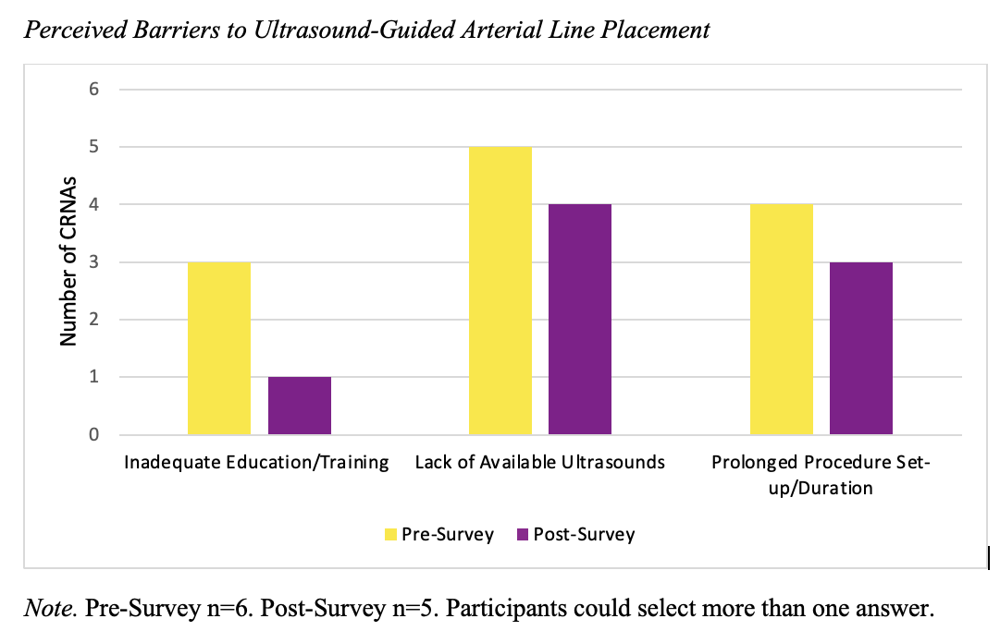 Perceived Barriers to Ultrasound-Guided Arterial Line Placement
6
5
4
3
2
1
0
Number of CRNAs
Inadequate Education/Training
Lack of Available Ultrasounds
Prolonged Procedure Set-
up/Duration
Pre-Survey
Post-Survey
Note. Pre-Survey n=6. Post-Survey n=5. Participants could select more than one answer.